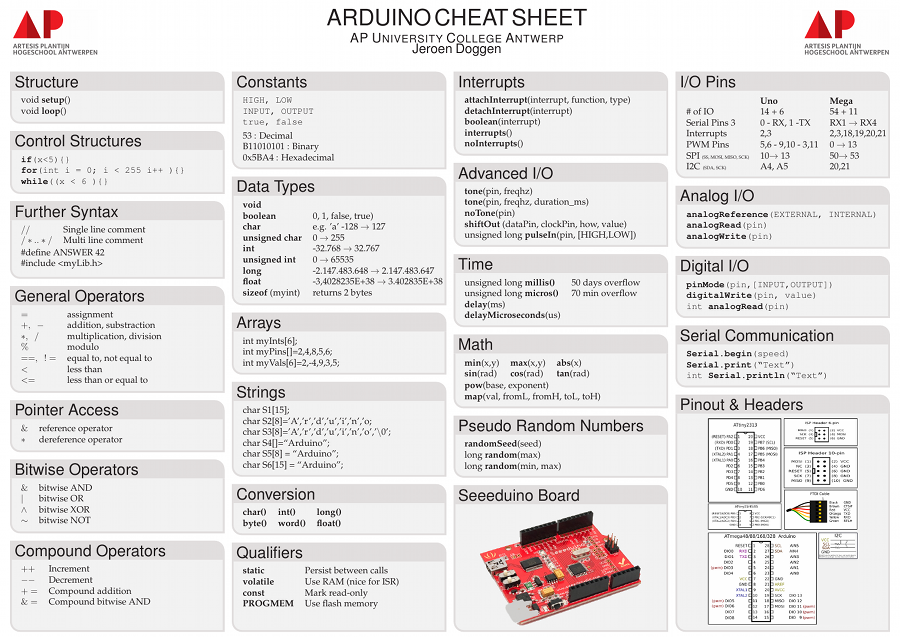 ARDUINO CHEAT SHEET
AP UNIVERSITY COLLEGE ANTWERP
Jeroen Doggen
AP
ARTESIS PLANTIJN
HOGESCHOOL ANTWERPEN
AP
ARTESIS PLANTIJN
HOGESCHOOL ANTWERPEN
Structure
void setup()
void loop()
Control Structures
if(x<5){}
for(int i = 0; i < 255 i++ ){}
while((x < 6 ){}
Further Syntax
// Single line comment
/ * .. * / Multi line comment
#define ANSWER 42
#include <myLib.h>
General Operators
= assignment
+, − addition, substraction
*, / multiplication, division
% modulo
==, ! = equal to, not equal to
< less than
<= less than or equal to
Pointer Access
& reference operator
* dereference operator
Bitwise Operators
& bitwise AND
| bitwise OR
∧ bitwise XOR
∼ bitwise NOT
Compound Operators
++ Increment
−− Decrement
+ = Compound addition
& = Compound bitwise AND
Constants
HIGH, LOW
INPUT, OUTPUT
true, false
53 : Decimal
B11010101 : Binary
0x5BA4 : Hexadecimal
Data Types
void
boolean 0, 1, false, true)
char e.g. 'a' -128 → 127
unsigned char 0 → 255
int -32.768 → 32.767
unsigned int 0 → 65535
long -2.147.483.648 → 2.147.483.647
float -3,4028235E+38 → 3.402835E+38
sizeof (myint) returns 2 bytes
Arrays
int myInts[6];
int myPins[]=2,4,8,5,6;
int myVals[6]=2,-4,9,3,5;
Strings
char S1[15];
char S2[8]='A','r','d','u','i','n','o;
char S3[8]='A','r','d','u','i','n','o','\0';
char S4[]="Arduino";
char S5[8] = "Arduino";
char S6[15] = "Arduino";
Conversion
char() int() long()
byte() word() float()
Qualifiers
static Persist between calls
volatile Use RAM (nice for ISR)
const Mark read-only
PROGMEM Use flash memory
Interrupts
attachInterrupt(interrupt, function, type)
detachInterrupt(interrupt)
boolean(interrupt)
interrupts()
noInterrupts()
Advanced I/O
tone(pin, freqhz)
tone(pin, freqhz, duration_ms)
noTone(pin)
shiftOut (dataPin, clockPin, how, value)
unsigned long pulseIn(pin, [HIGH,LOW])
Time
unsigned long millis() 50 days overflow
unsigned long micros() 70 min overflow
delay(ms)
delayMicroseconds(us)
Math
min(x,y) max(x,y) abs(x)
sin(rad) cos(rad) tan(rad)
pow(base, exponent)
map(val, fromL, fromH, toL, toH)
Pseudo Random Numbers
randomSeed(seed)
long random(max)
long random(min, max)
Seeeduino Board
I/O Pins
Uno Mega
# of IO 14 + 6 54 + 11
Serial Pins 3 0 - RX, 1 -TX RX1 → RX4
Interrupts 2,3 2,3,18,19,20,21
PWM Pins 5,6 - 9,10 - 3,11 0 → 13
SPI (SS, MOSI, MISO, SCK) 10→ 13 50→ 53
I2C (SDA, SCK) A4, A5 20,21
Analog I/O
analogReference(EXTERNAL, INTERNAL)
analogRead(pin)
analogWrite(pin)
Digital I/O
pinMode(pin,[INPUT,OUTPUT])
digitalWrite(pin, value)
int analogRead(pin)
Serial Communication
Serial.begin(speed)
Serial.print("Text")
int Serial.println("Text")
Pinout & Headers
ATtiny2313
ISP Header 6 pin
ISP Header 10-pin
FTDI Cable
I2C
ATmega48/88/168/328 Arduino